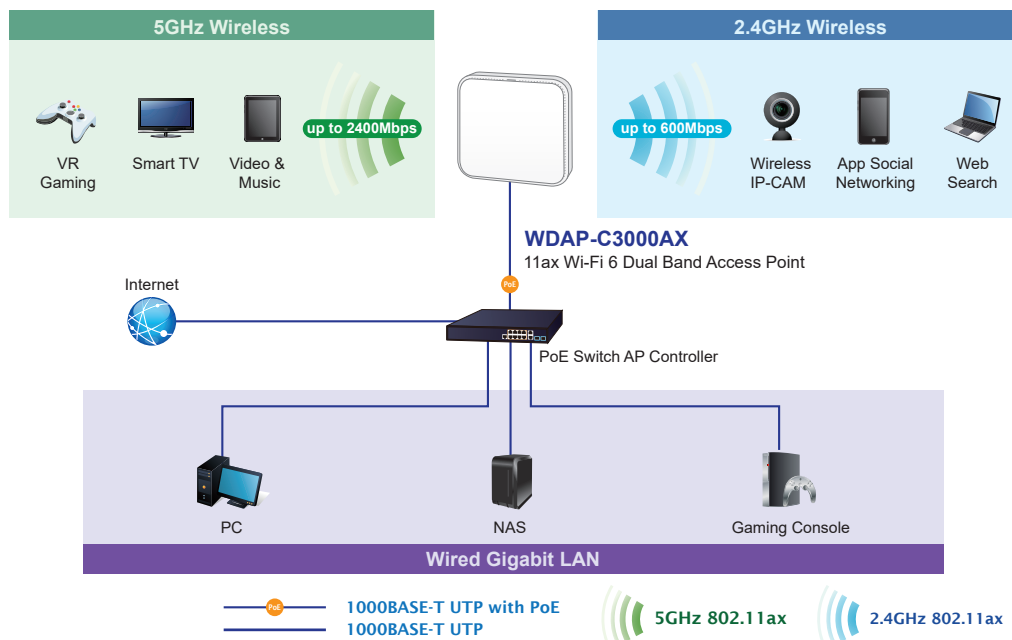 5GHz Wireless
2.4GHz Wireless
up to 2400Mbps
up to 600Mbps
VR
Gaming
Smart TV
Video &
Music
Wireless
IP-CAM
App Social
Networking
Web
Search
WDAP-C3000AX
11ax Wi-Fi 6 Dual Band Access Point
PoE
Internet
PoE Switch AP Controller
PC
NAS
Gaming Console
Wired Gigabit LAN
PoE
1000BASE-T UTP with PoE
1000BASE-T UTP
5GHz 802.11ax
2.4GHz 802.11ax